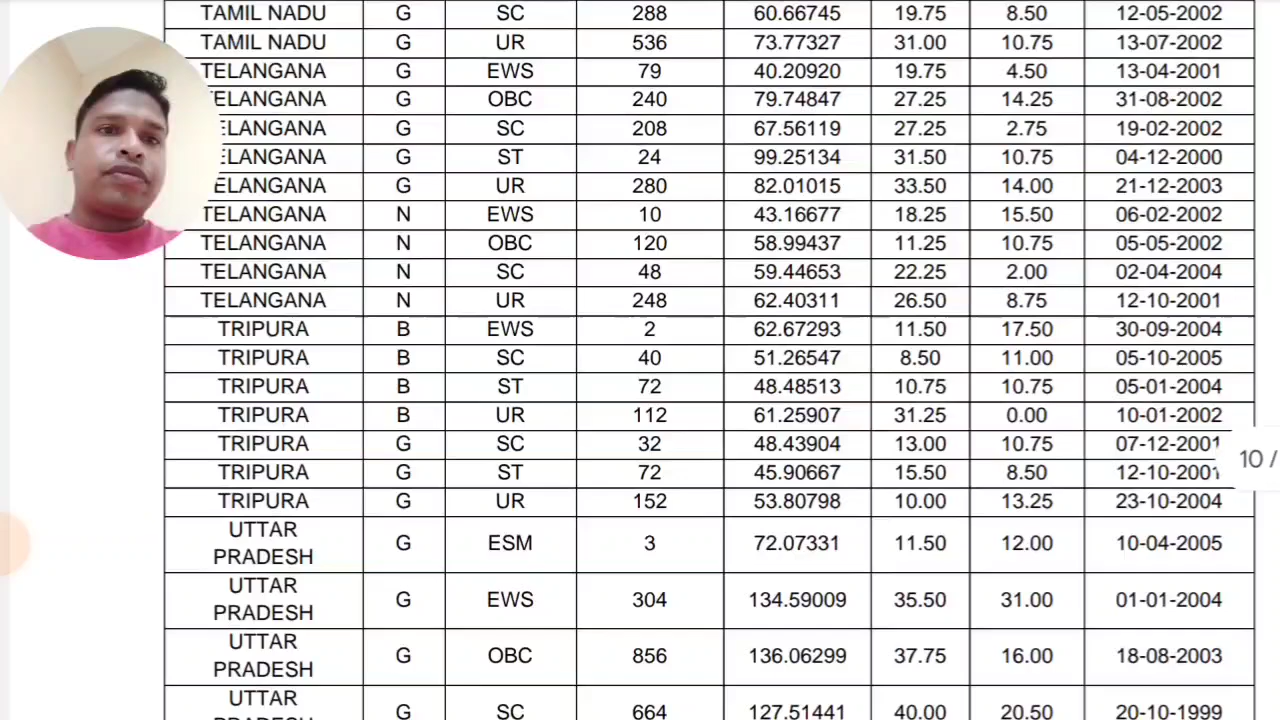 TAMIL NADU G SC 288 60.66745 19.75 8.50 12-05-2002
TAMIL NADU G UR 536 73.77327 31.00 10.75 13-07-2002
TELANGANA G EWS 79 40.20920 19.75 4.50 13-04-2001
ELANGANA G OBC 240 79.74847 27.25 14.25 31-08-2002
ELANGANA G SC 208 67.56119 27.25 2.75 19-02-2002
ELANGANA G ST 24 99.25134 31.50 10.75 04-12-2000
ELANGANA G UR 280 82.01015 33.50 14.00 21-12-2003
TELANGANA N EWS 10 43.16677 18.25 15.50 06-02-2002
TELANGANA N OBC 120 58.99437 11.25 10.75 05-05-2002
TELANGANA N SC 48 59.44653 22.25 2.00 02-04-2004
TELANGANA N UR 248 62.40311 26.50 8.75 12-10-2001
TRIPURA B EWS 2 62.67293 11.50 17.50 30-09-2004
TRIPURA B SC 40 51.26547 8.50 11.00 05-10-2005
TRIPURA B ST 72 48.48513 10.75 10.75 05-01-2004
TRIPURA B UR 112 61.25907 31.25 0.00 10-01-2002
TRIPURA G SC 32 48.43904 13.00 10.75 07-12-2001
10 /
TRIPURA G ST 72 45.90667 15.50 8.50 12-10-2001
TRIPURA G UR 152 53.80798 10.00 13.25 23-10-2004
UTTAR
PRADESH G ESM 3 72.07331 11.50 12.00 10-04-2005
UTTAR
PRADESH G EWS 304 134.59009 35.50 31.00 01-01-2004
UTTAR
PRADESH G OBC 856 136.06299 37.75 16.00 18-08-2003
UTTAR
PRADESH G SC 664 127.51441 40.00 20.50 20-10-1999